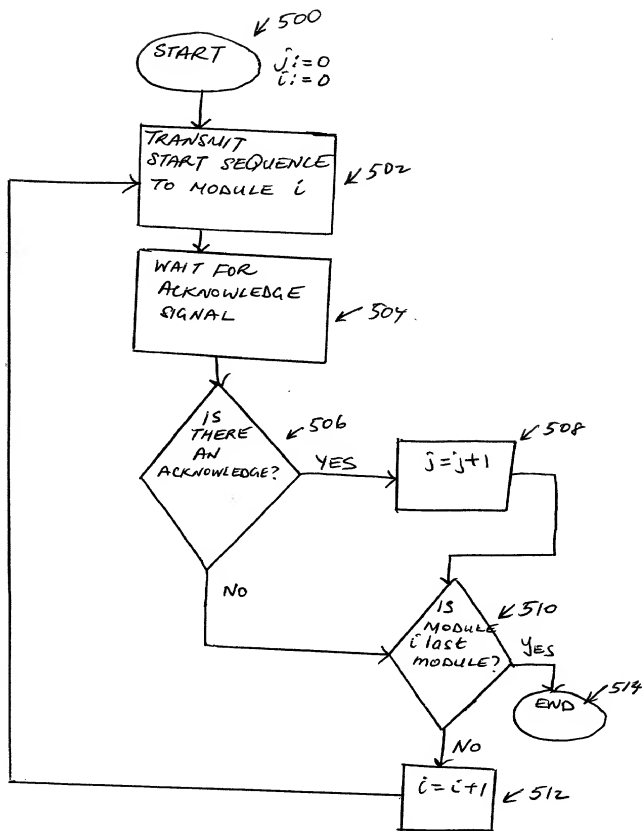 500
START
j:=0
i:=0
TRANSMIT
START SEQUENCE
TO MODULE i
502
WAIT FOR
ACKNOWLEDGE
SIGNAL
504
IS
THERE
AN
ACKNOWLEDGE?
506
YES
j=j+1
508
NO
IS
MODULE
i last
MODULE?
510
YES
END
514
NO
i=i+1
512